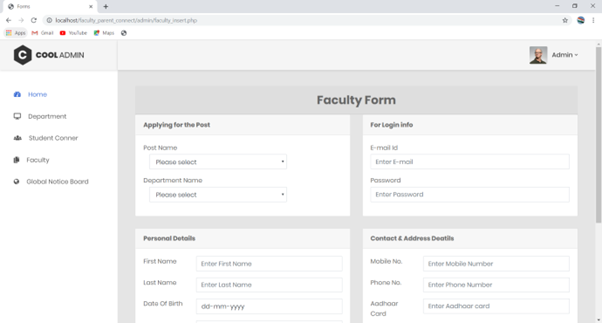 Forms
localhost/faculty_parent_connect/admin/faculty_insert.php
Apps Gmail YouTube Maps
COOL ADMIN
Admin
Home
Department
Student Conner
Faculty
Global Notice Board
Faculty Form
Applying for the Post
Post Name
Please select
Department Name
Please select
For Login info
E-mail Id
Enter E-mail
Password
Enter Password
Personal Details
First Name Enter First Name
Last Name Enter Last Name
Date Of Birth dd-mm-yyyy
Contact & Address Deatils
Mobile No. Enter Mobile Number
Phone No. Enter Phone Number
Aadhaar Card Enter Aadhaar card